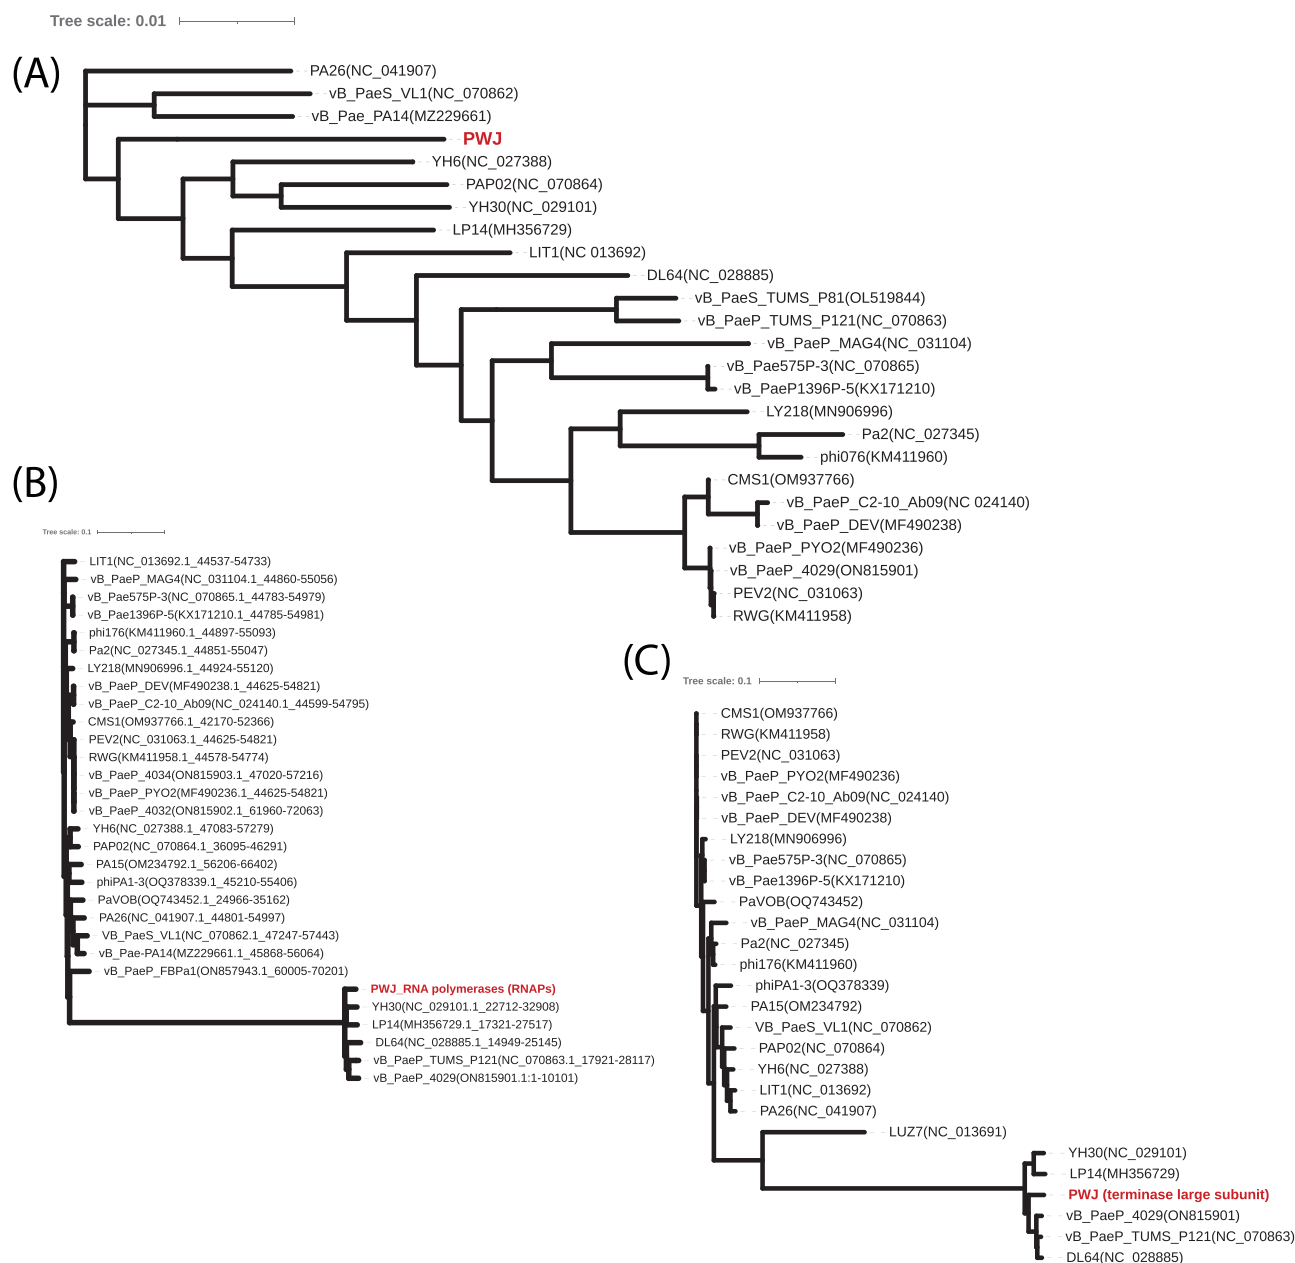 Tree scale: 0.01
(A)
PA26(NC_041907)
vB_PaeS_VL1(NC_070862)
vB_Pae_PA14(MZ229661)
PWJ
YH6(NC_027388)
PAP02(NC_070864)
YH30(NC_029101)
LP14(MH356729)
LIT1(NC 013692)
DL64(NC_028885)
vB_PaeS_TUMS_P81(OL519844)
vB_PaeP_TUMS_P121(NC_070863)
vB_PaeP_MAG4(NC_031104)
vB_Pae575P-3(NC_070865)
vB_PaeP1396P-5(KX171210)
LY218(MN906996)
Pa2(NC_027345)
phi076(KM411960)
CMS1(OM937766)
vB_PaeP_C2-10_Ab09(NC 024140)
vB_PaeP_DEV(MF490238)
vB_PaeP_PYO2(MF490236)
vB_PaeP_4029(ON815901)
PEV2(NC_031063)
RWG(KM411958)
(B)
Tree scale: 0.1
LIT1(NC_013692.1_44537-54733)
vB_PaeP_MAG4(NC_031104.1_44860-55056)
vB_Pae575P-3(NC_070865.1_44783-54979)
vB_Pae1396P-5(KX171210.1_44785-54981)
phi176(KM411960.1_44897-55093)
Pa2(NC_027345.1_44851-55047)
LY218(MN906996.1_44924-55120)
vB_PaeP_DEV(MF490238.1_44625-54821)
vB_PaeP_C2-10_Ab09(NC_024140.1_44599-54795)
CMS1(OM937766.1_42170-52366)
PEV2(NC_031063.1_44625-54821)
RWG(KM411958.1_44578-54774)
vB_PaeP_4034(ON815903.1_47020-57216)
vB_PaeP_PYO2(MF490236.1_44625-54821)
vB_PaeP_4032(ON815902.1_61960-72063)
YH6(NC_027388.1_47083-57279)
PAP02(NC_070864.1_36095-46291)
PA15(OM234792.1_56206-66402)
phiPA1-3(OQ378339.1_45210-55406)
PaVOB(OQ743452.1_24966-35162)
PA26(NC_041907.1_44801-54997)
VB_PaeS_VL1(NC_070862.1_47247-57443)
vB_Pae-PA14(MZ229661.1_45868-56064)
vB_PaeP_FBPa1(ON857943.1_60005-70201)
PWJ_RNA polymerases (RNAPs)
YH30(NC_029101.1_22712-32908)
LP14(MH356729.1_17321-27517)
DL64(NC_028885.1_14949-25145)
vB_PaeP_TUMS_P121(NC_070863.1_17921-28117)
vB_PaeP_4029(ON815901.1:1-10101)
(C)
Tree scale: 0.1
CMS1(OM937766)
RWG(KM411958)
PEV2(NC_031063)
vB_PaeP_PYO2(MF490236)
vB_PaeP_C2-10_Ab09(NC_024140)
vB_PaeP_DEV(MF490238)
LY218(MN906996)
vB_Pae575P-3(NC_070865)
vB_Pae1396P-5(KX171210)
PaVOB(OQ743452)
vB_PaeP_MAG4(NC_031104)
Pa2(NC_027345)
phi176(KM411960)
phiPA1-3(OQ378339)
PA15(OM234792)
VB_PaeS_VL1(NC_070862)
PAP02(NC_070864)
YH6(NC_027388)
LIT1(NC_013692)
PA26(NC_041907)
LUZ7(NC_013691)
YH30(NC_029101)
LP14(MH356729)
PWJ (terminase large subunit)
vB_PaeP_4029(ON815901)
vB_PaeP_TUMS_P121(NC_070863)
DL64(NC_028885)